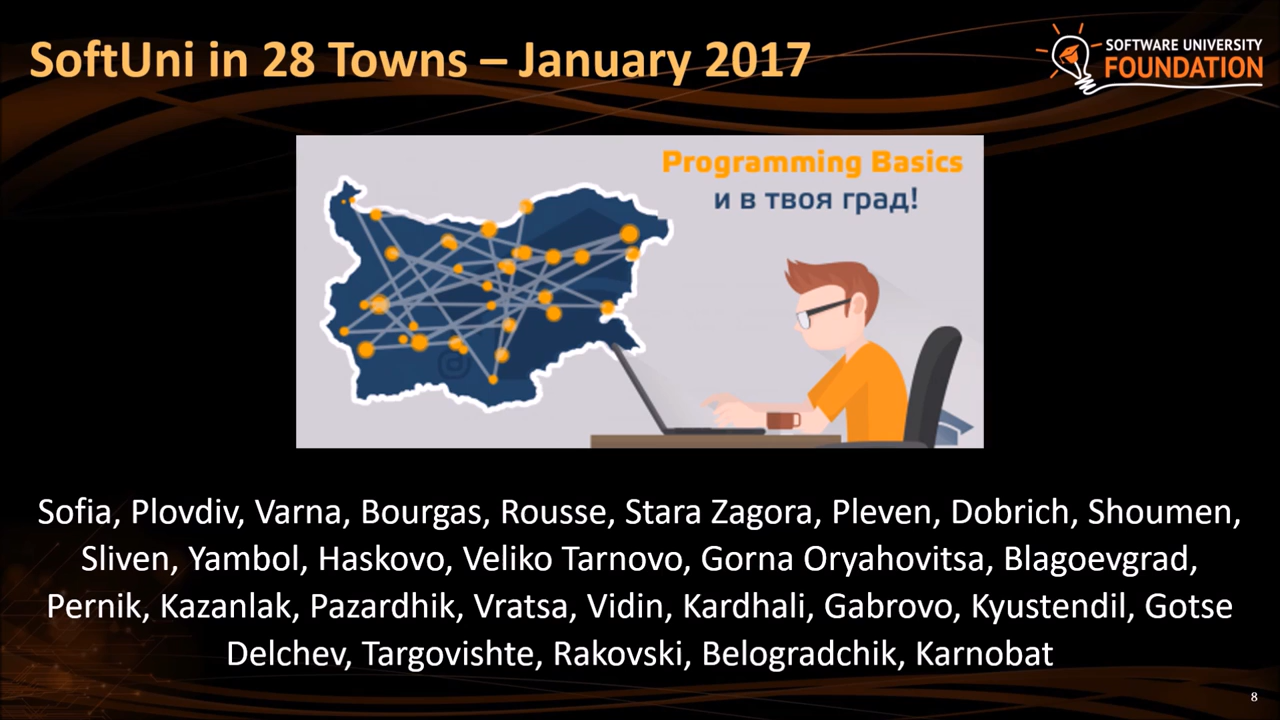 SoftUni in 28 Towns – January 2017
SOFTWARE UNIVERSITY
FOUNDATION
Programming Basics
и в твоя град!
Sofia, Plovdiv, Varna, Bourgas, Rousse, Stara Zagora, Pleven, Dobrich, Shoumen,
Sliven, Yambol, Haskovo, Veliko Tarnovo, Gorna Oryahovitsa, Blagoevgrad,
Pernik, Kazanlak, Pazardhik, Vratsa, Vidin, Kardhali, Gabrovo, Kyustendil, Gotse
Delchev, Targovishte, Rakovski, Belogradchik, Karnobat
8